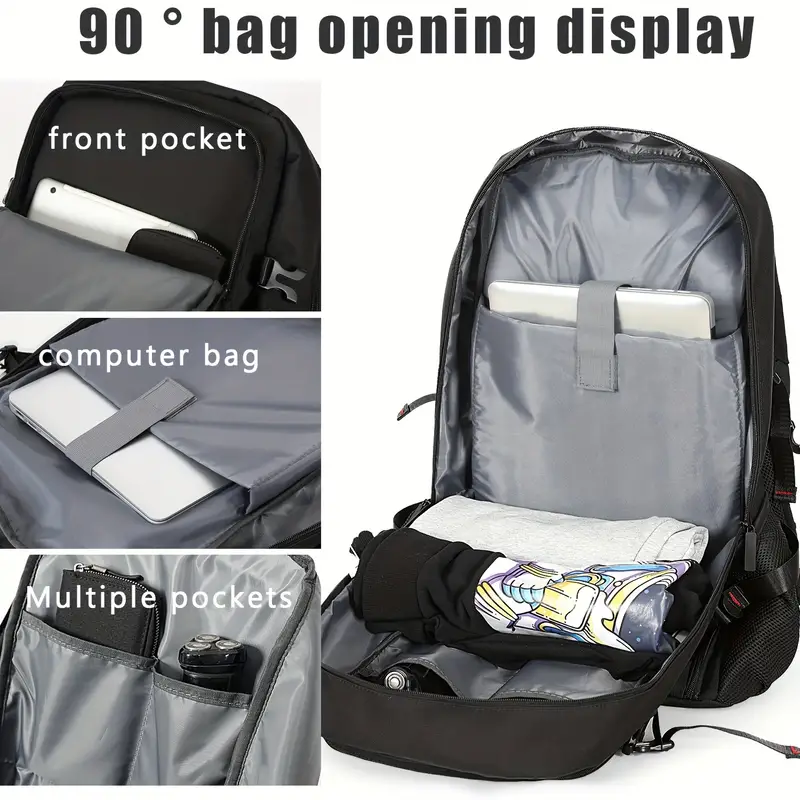 90 ° bag opening display
front pocket
computer bag
Multiple pockets